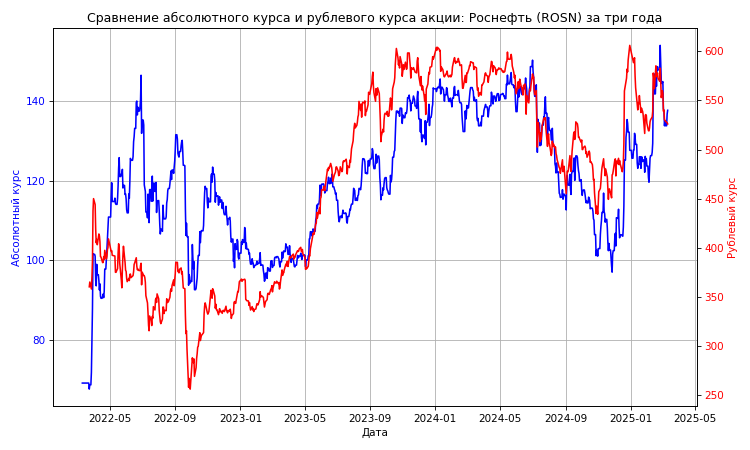 Сравнение абсолютного курса и рублевого курса акции: Роснефть (ROSN) за три года
Абсолютный курс
140
120
100
80
600
550
500
450
400
350
300
250
Рублевый курс
2022-05 2022-09 2023-01 2023-05 2023-09 2024-01 2024-05 2024-09 2025-01 2025-05
Дата